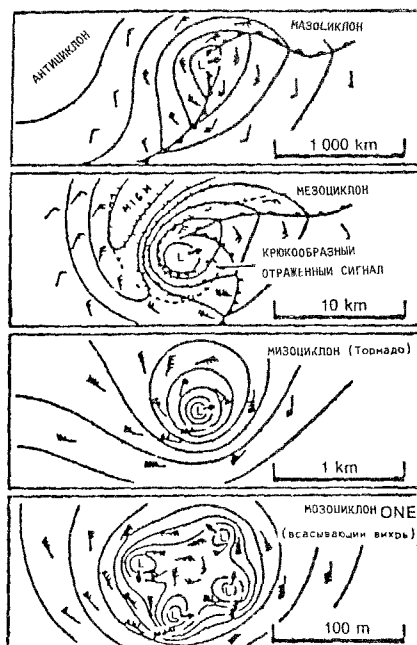 АНТИЦИКЛОН
МАЗОЦИКЛОН
L
1 000 km
HIGH
МЕЗОЦИКЛОН
L
КРЮКООБРАЗНЫЙ
ОТРАЖЕННЫЙ СИГНАЛ
10 km
МИЗОЦИКЛОН (Торнадо)
L
1 km
МОЗОЦИКЛОН ONE
(всасывающий вихрь)
L
L
L
L
100 m